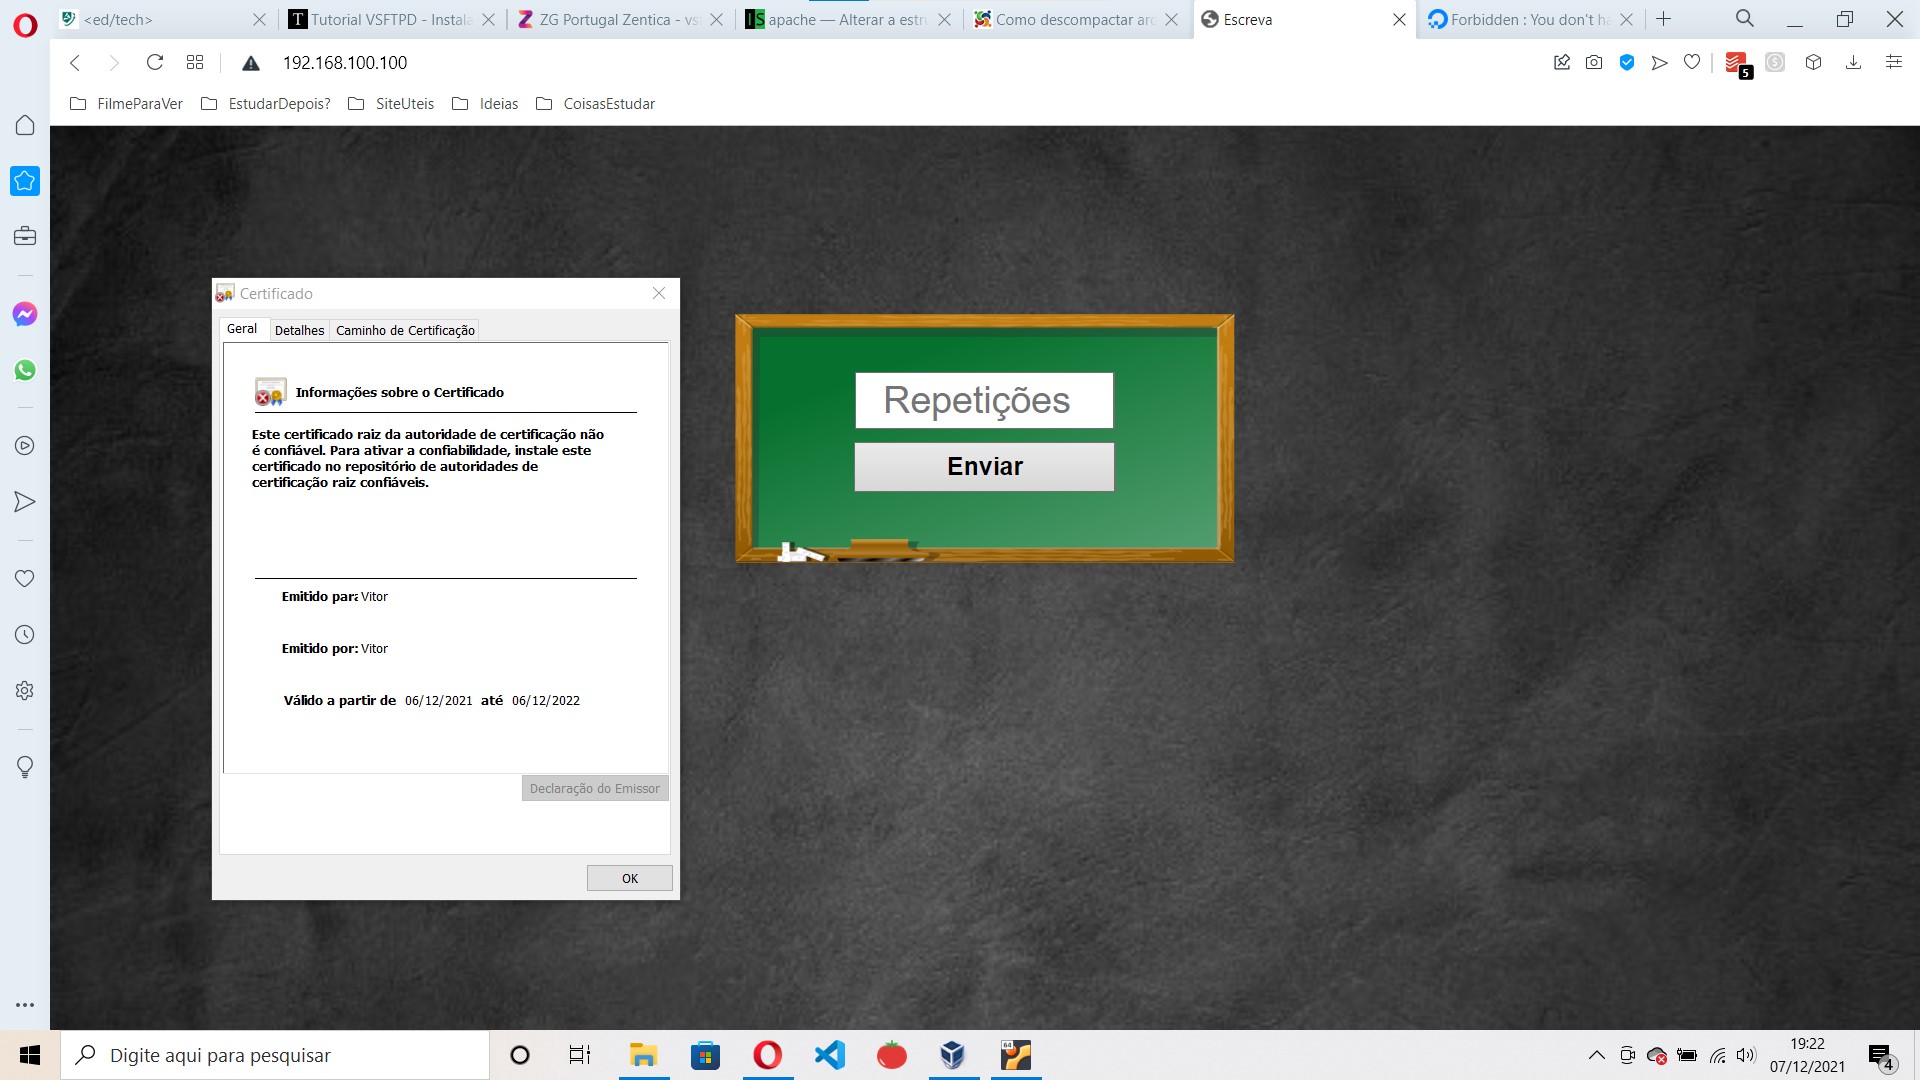 <ed/tech>
Tutorial VSFTPD - Instala
ZG Portugal Zentica - vs
apache — Alterar a estru
Como descompactar arc
Escreva
Forbidden : You don't ha
192.168.100.100
5
FilmeParaVer
EstudarDepois?
SiteUteis
Ideias
CoisasEstudar
Certificado
Geral
Detalhes
Caminho de Certificação
Informações sobre o Certificado
Este certificado raiz da autoridade de certificação não
é confiável. Para ativar a confiabilidade, instale este
certificado no repositório de autoridades de
certificação raiz confiáveis.
Emitido para Vitor
Emitido por: Vitor
Válido a partir de 06/12/2021 até 06/12/2022
Declaração do Emissor
OK
Repetições
Enviar
Digite aqui para pesquisar
64
19:22
07/12/2021
4